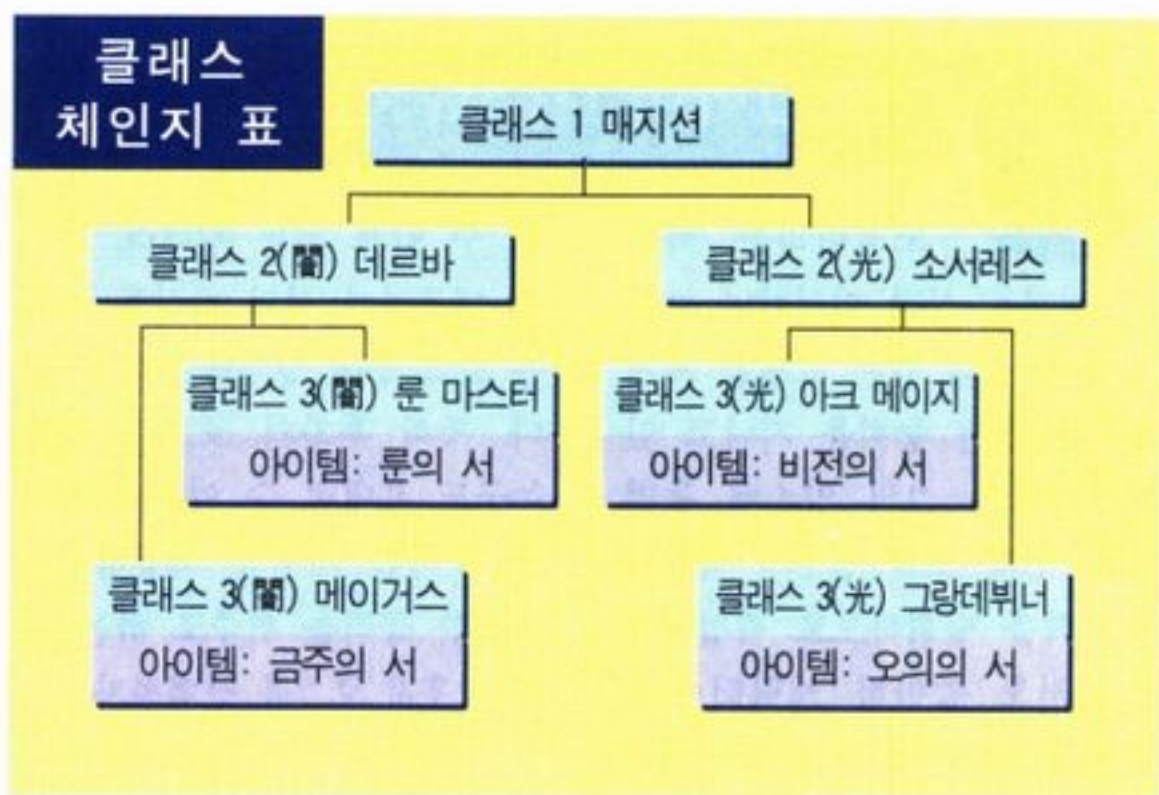 클래스
체인지 표
클래스 1 매지션
클래스 2(闇) 데르바
클래스 2(光) 소서레스
클래스 3(闇) 룬 마스터
아이템: 룬의 서
클래스 3(光) 아크 메이지
아이템: 비전의 서
클래스 3(闇) 메이거스
아이템: 금주의 서
클래스 3(光) 그랑데뷔너
아이템: 오의의 서